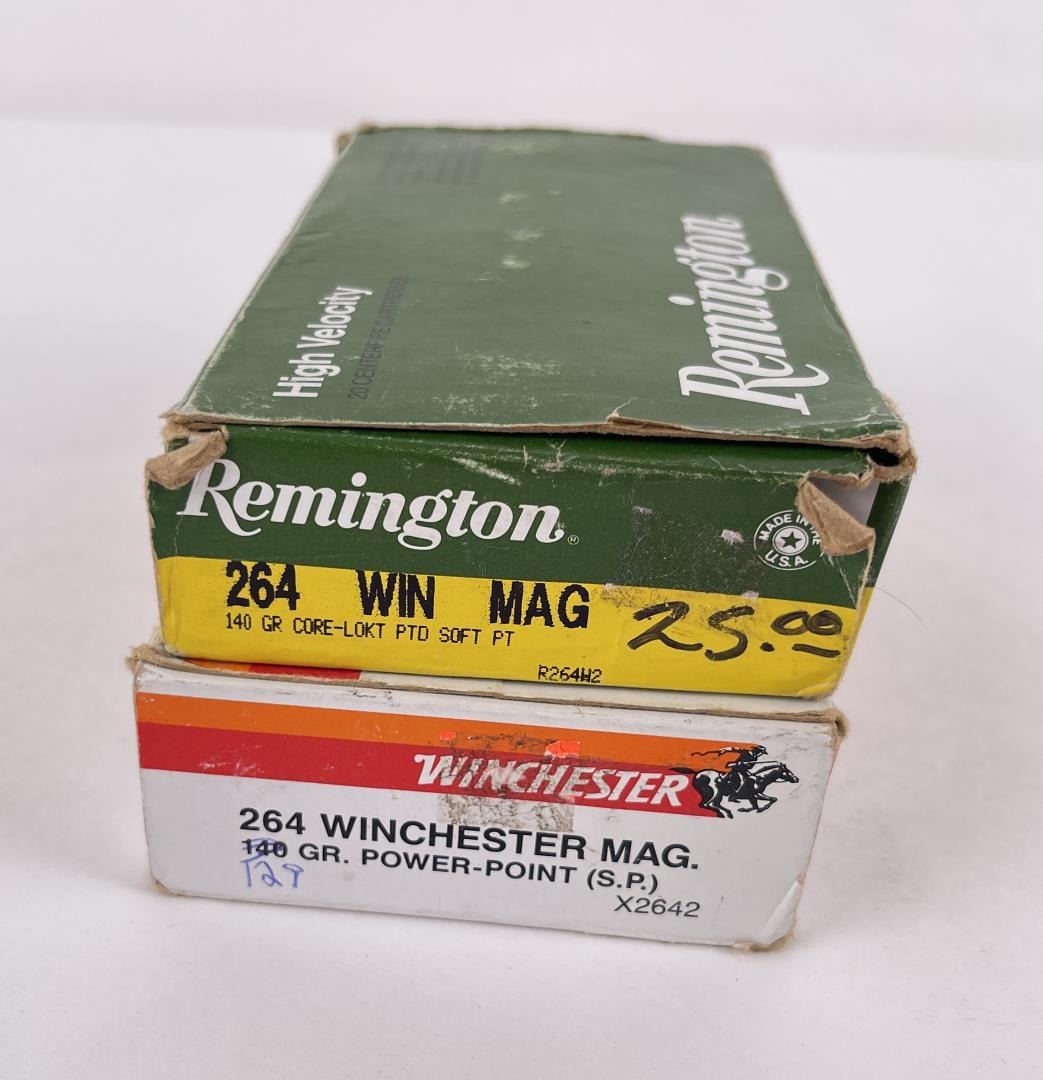 High Velocity
20 CENTERFIRE CARTRIDGES
Remington
Remington®
MADE IN THE U.S.A.
264 WIN MAG
140 GR CORE-LOKT PTD SOFT PT
25.00
R264W2
WINCHESTER
264 WINCHESTER MAG.
140 GR. POWER-POINT (S.P.)
129
X2642